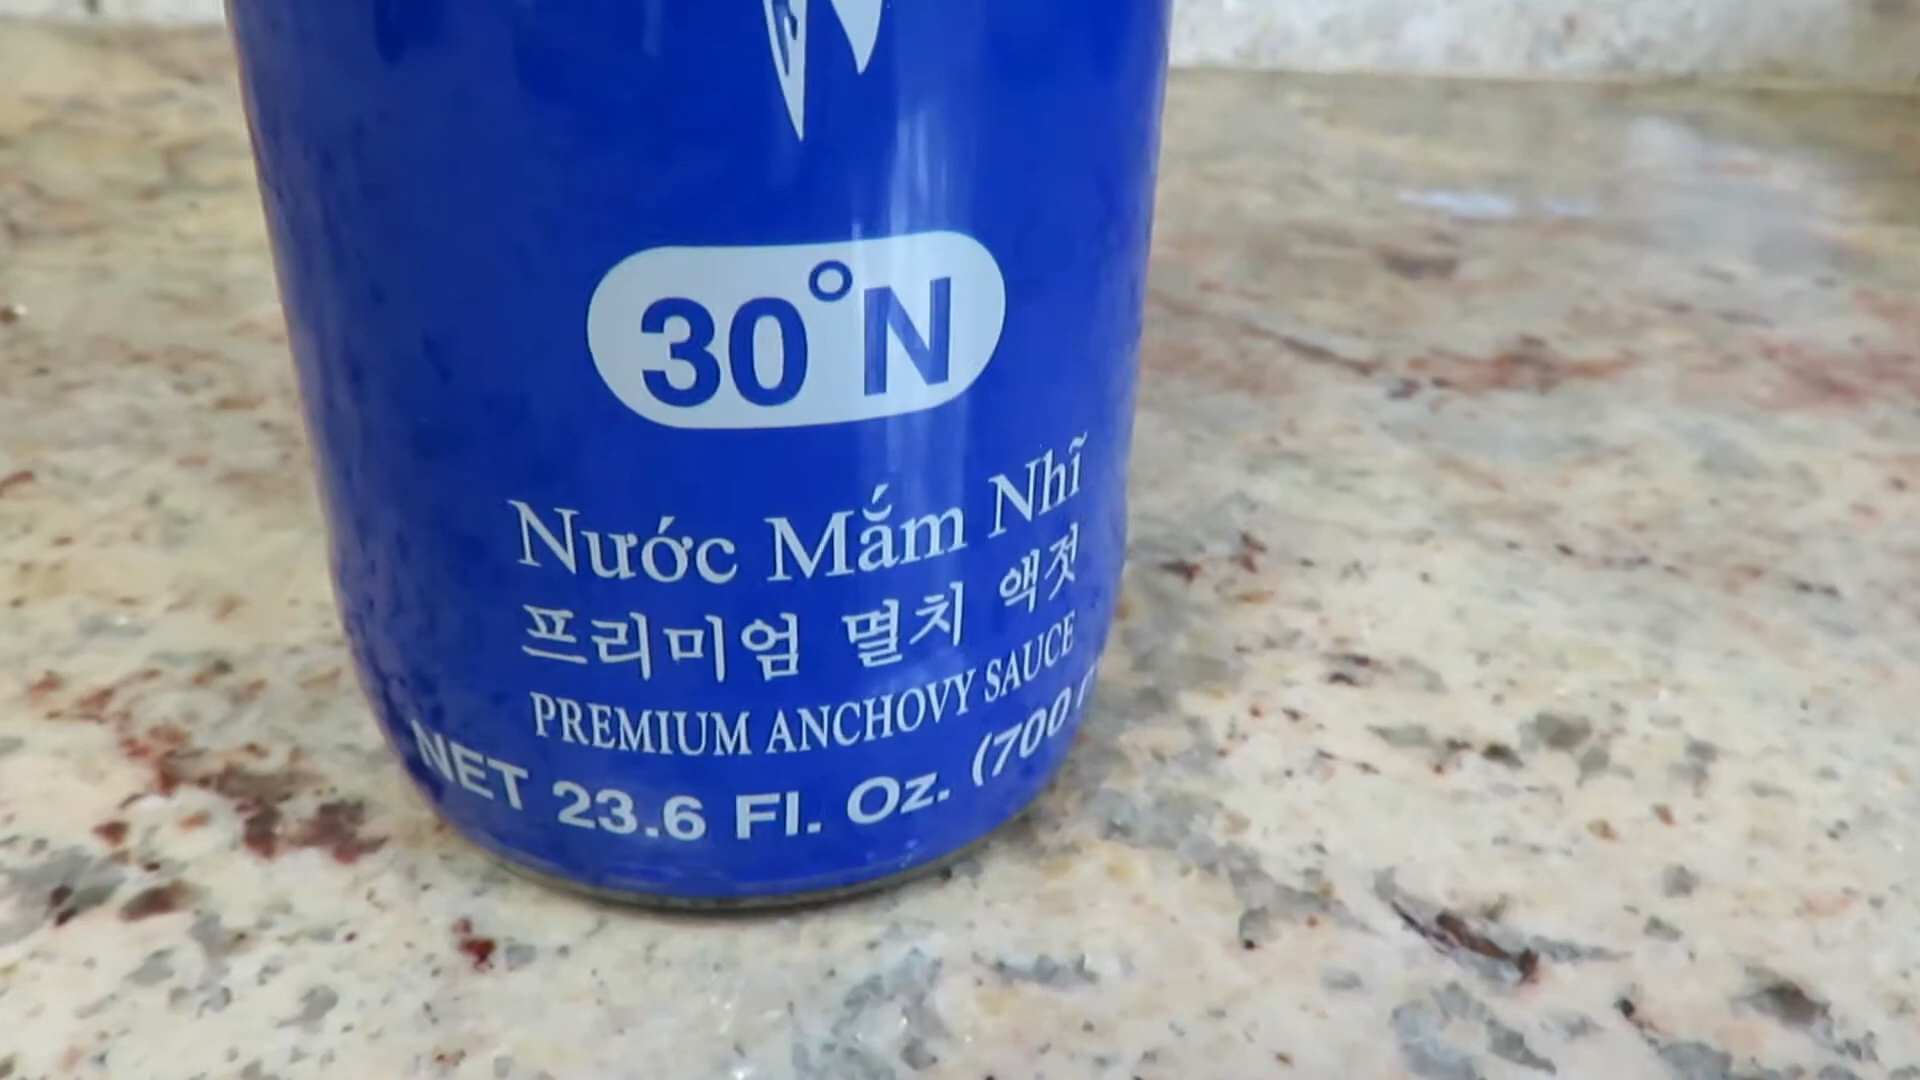 30°N
Nước Mắm Nhĩ
프리미엄 멸치 액젓
PREMIUM ANCHOVY SAUCE
NET 23.6 Fl. Oz. (700